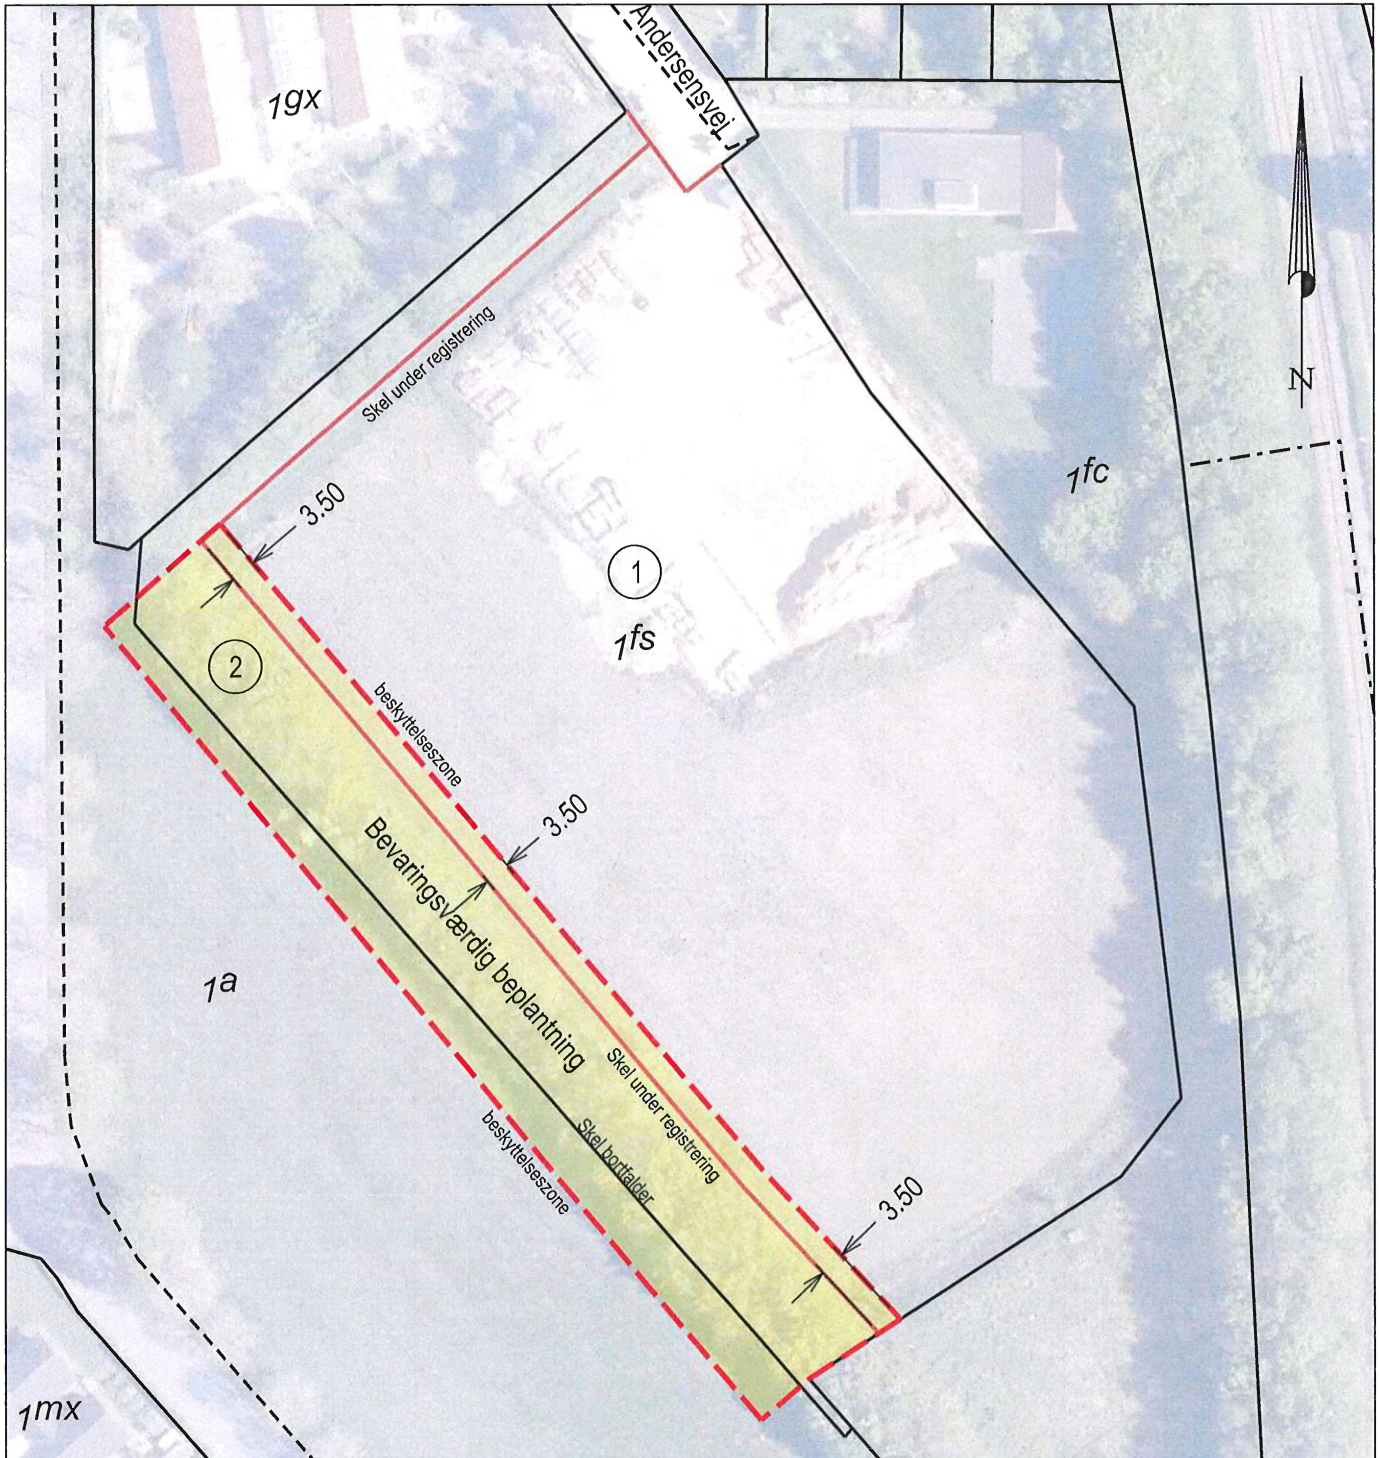 Andersensvej
1gx
Skel under registrering
N
1fc
3.50
1
1fs
2
beskyttelseszone
3.50
Bevaringsværdig beplantning
1a
Skel under registrering
Skel bortfalder
beskyttelseszone
3.50
1mx